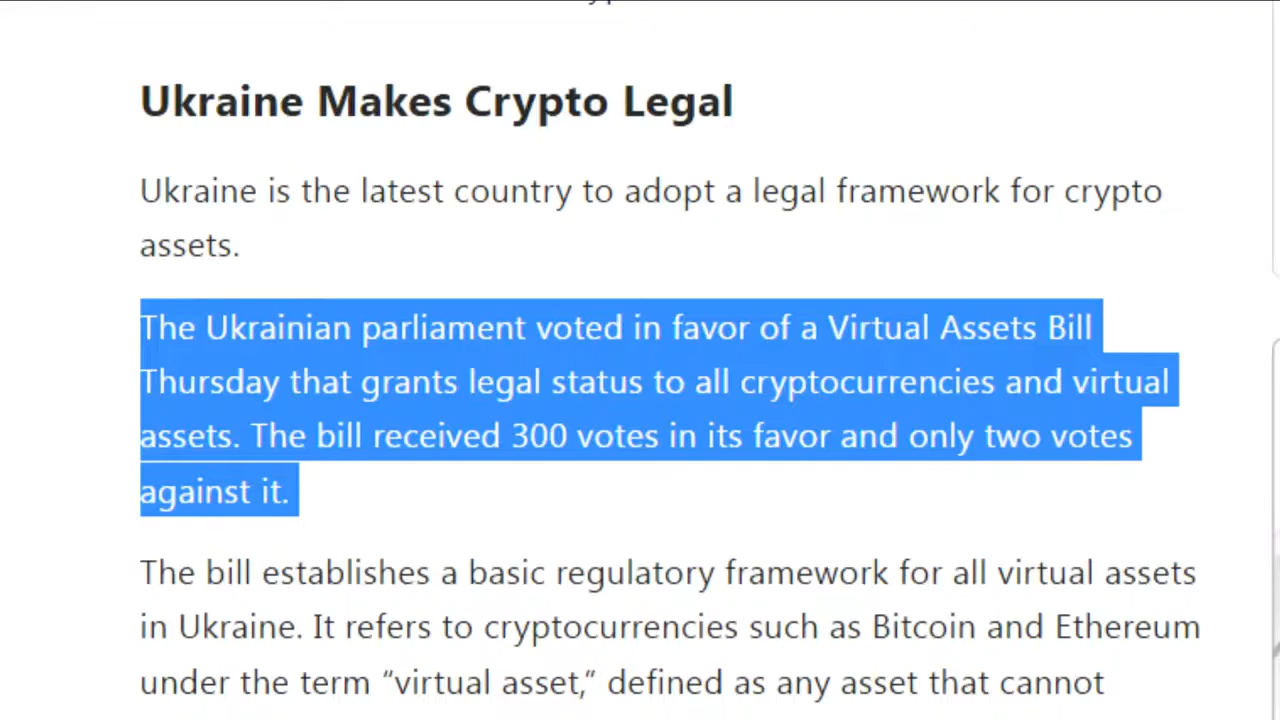 Ukraine Makes Crypto Legal
Ukraine is the latest country to adopt a legal framework for crypto
assets.
The Ukrainian parliament voted in favor of a Virtual Assets Bill
Thursday that grants legal status to all cryptocurrencies and virtual
assets. The bill received 300 votes in its favor and only two votes
against it.
The bill establishes a basic regulatory framework for all virtual assets
in Ukraine. It refers to cryptocurrencies such as Bitcoin and Ethereum
under the term “virtual asset,” defined as any asset that cannot